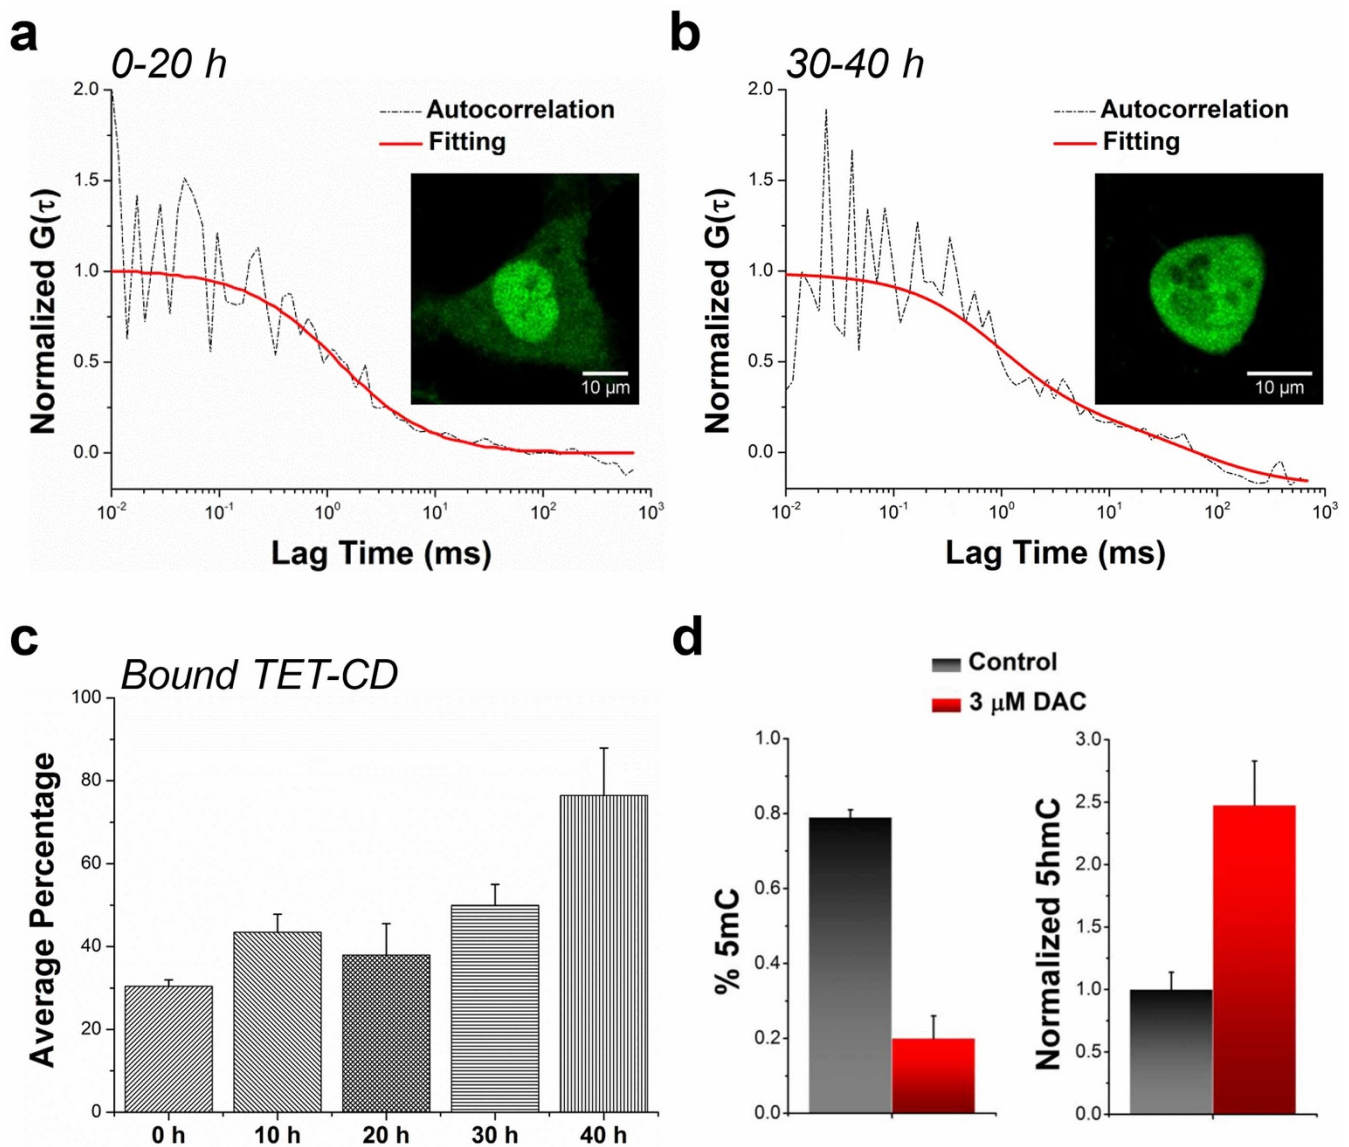 a
0-20 h
2.0
1.5
1.0
0.5
0.0
Normalized G(τ)
Autocorrelation
Fitting
10 μm
10⁻² 10⁻¹ 10⁰ 10¹ 10² 10³
Lag Time (ms)
b
30-40 h
2.0
1.5
1.0
0.5
0.0
Normalized G(τ)
Autocorrelation
Fitting
10 μm
10⁻² 10⁻¹ 10⁰ 10¹ 10² 10³
Lag Time (ms)
c
Bound TET-CD
100
80
60
40
20
0
Average Percentage
0 h 10 h 20 h 30 h 40 h
d
Control
3 μM DAC
1.0
0.8
0.6
0.4
0.2
0.0
% 5mC
3.0
2.5
2.0
1.5
1.0
0.5
0.0
Normalized 5hmC